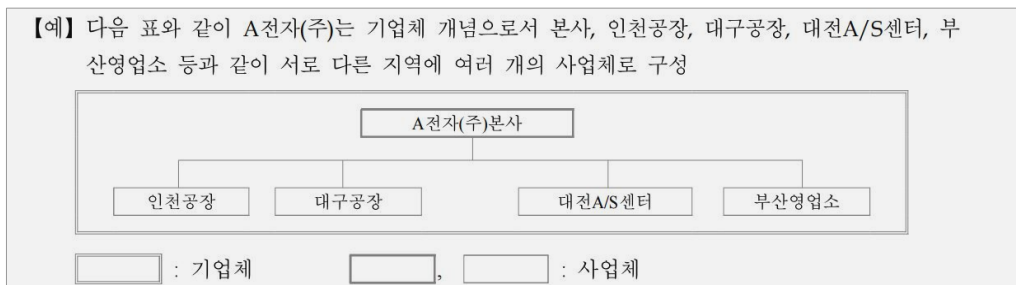 【예】 다음 표와 같이 A전자(주)는 기업체 개념으로서 본사, 인천공장, 대구공장, 대전A/S센터, 부
산영업소 등과 같이 서로 다른 지역에 여러 개의 사업체로 구성
A전자(주)본사
인천공장 대구공장 대전A/S센터 부산영업소
: 기업체 , : 사업체